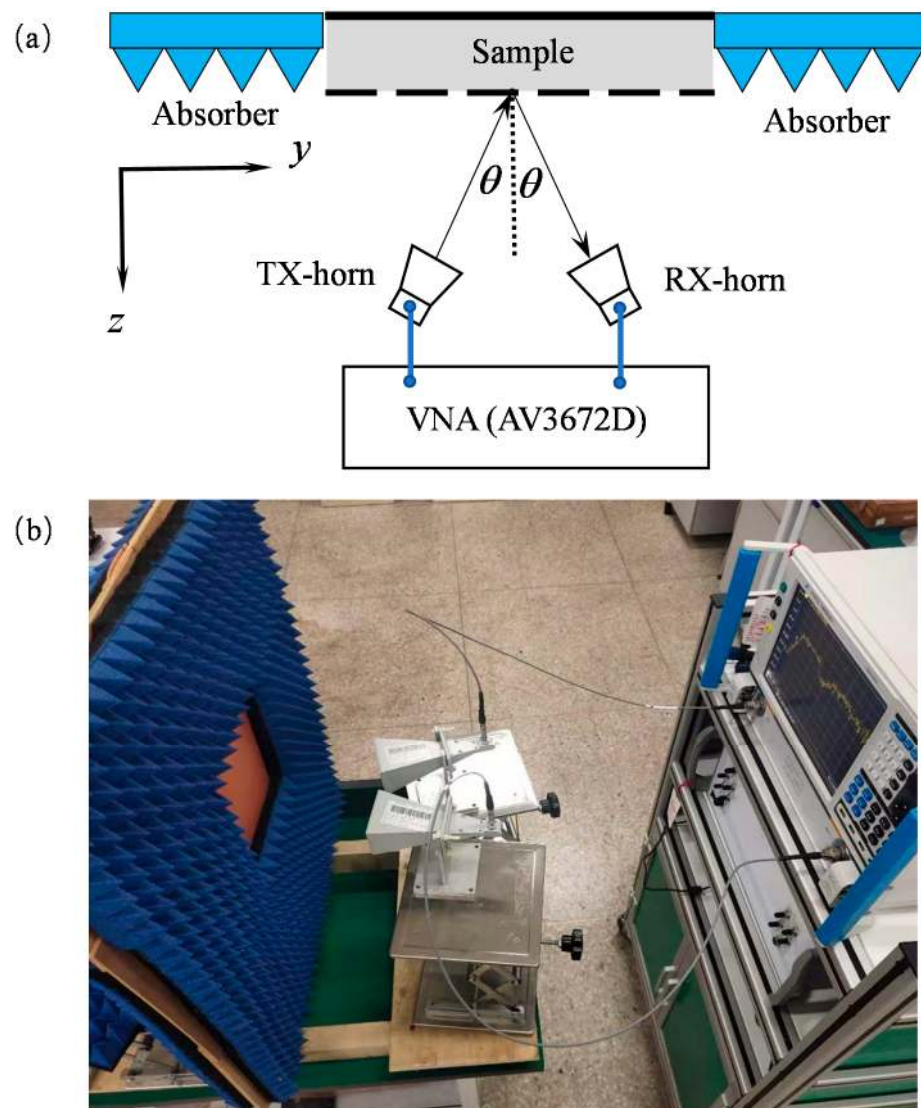 (a)
Sample
Absorber
Absorber
y
θ θ
TX-horn
RX-horn
z
VNA (AV3672D)
(b)